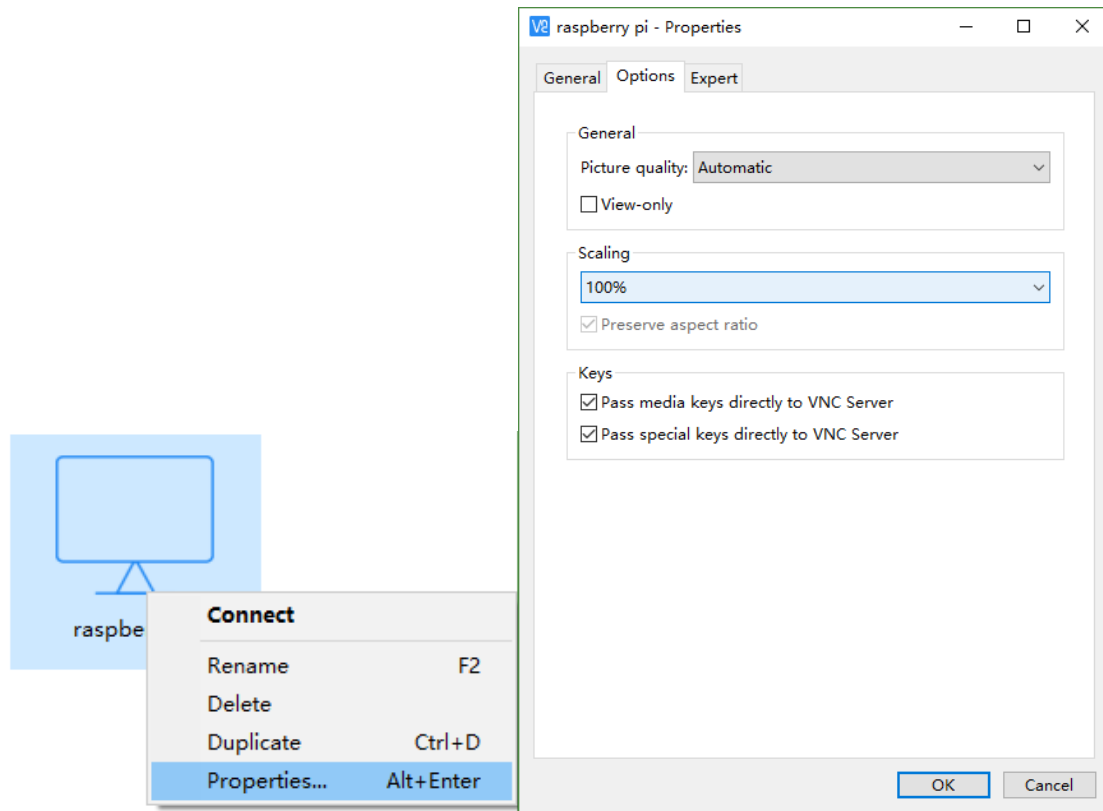 raspbe
Connect
Rename F2
Delete
Duplicate Ctrl+D
Properties... Alt+Enter
raspberry pi - Properties
General Options Expert
General
Picture quality: Automatic
View-only
Scaling
100%
Preserve aspect ratio
Keys
Pass media keys directly to VNC Server
Pass special keys directly to VNC Server
OK Cancel